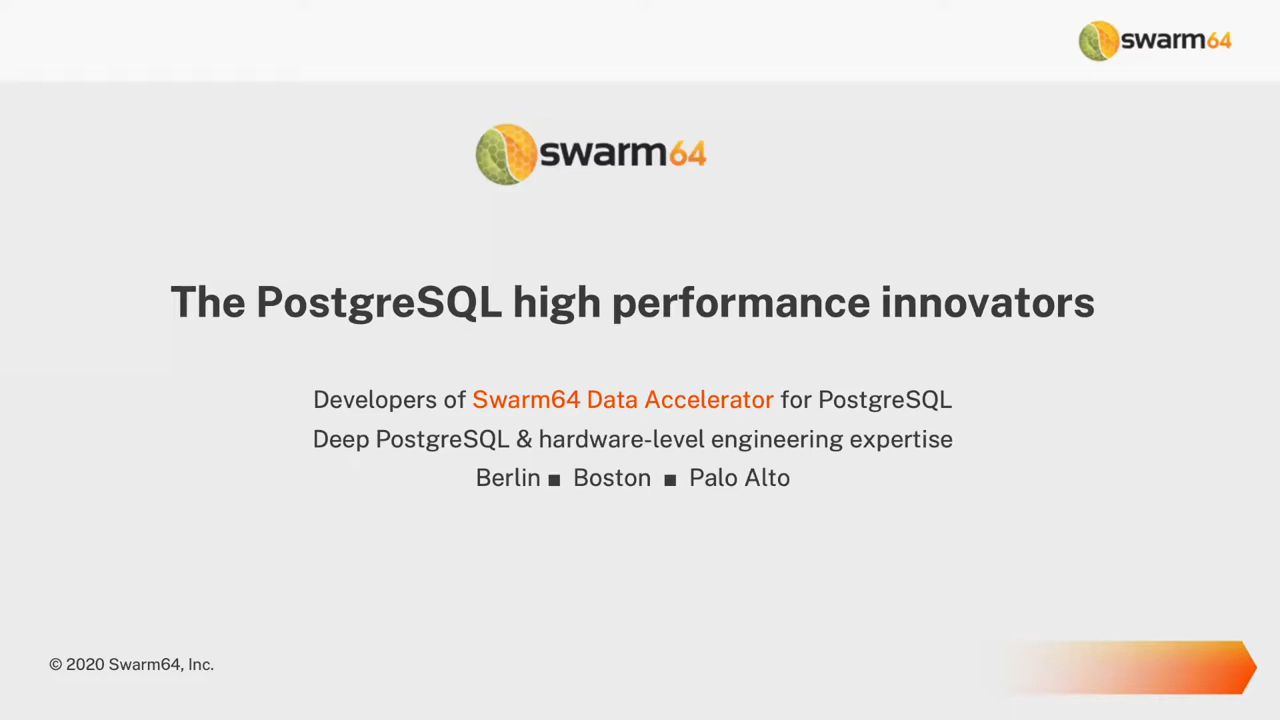 swarm64
swarm64
The PostgreSQL high performance innovators
Developers of Swarm64 Data Accelerator for PostgreSQL
Deep PostgreSQL & hardware-level engineering expertise
Berlin ■ Boston ■ Palo Alto
© 2020 Swarm64, Inc.